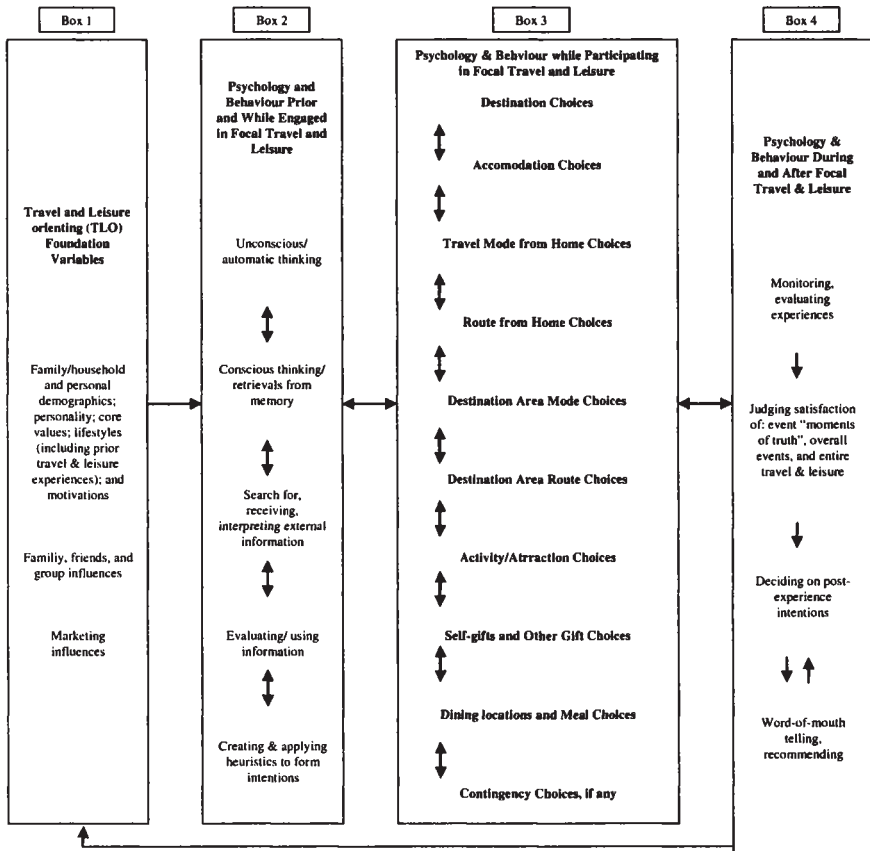 Box 1
Travel and Leisure
orienting (TLO)
Foundation
Variables
Family/household
and personal
demographics;
personality; core
values; lifestyles
(including prior
travel & leisure
experiences); and
motivations
Familiy, friends, and
group influences
Marketing
influences
Box 2
Psychology and
Behaviour Prior
and While Engaged
in Focal Travel and
Leisure
Unconscious/
automatic thinking
Conscious thinking/
retrievals from
memory
Search for,
receiving,
interpreting external
information
Evaluating/ using
information
Creating & applying
heuristics to form
intentions
Box 3
Psychology & Behviour while Participating
in Focal Travel and Leisure
Destination Choices
Accomodation Choices
Travel Mode from Home Choices
Route from Home Choices
Destination Area Mode Choices
Destination Area Route Choices
Activity/Atrraction Choices
Self-gifts and Other Gift Choices
Dining locations and Meal Choices
Contingency Choices, if any
Box 4
Psychology &
Behaviour During
and After Focal
Travel & Leisure
Monitoring,
evaluating
experiences
Judging satisfaction
of: event "moments
of truth", overall
events, and entire
travel & leisure
Deciding on post-
experience
intentions
Word-of-mouth
telling,
recommending